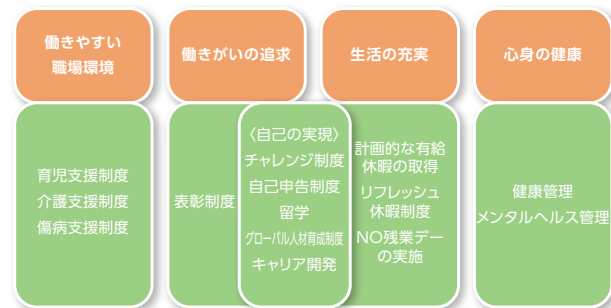 働きやすい
職場環境
働きがいの追求
生活の充実
心身の健康
育児支援制度
介護支援制度
傷病支援制度
表彰制度
〈自己の実現〉
チャレンジ制度
自己申告制度
留学
グローバル人材育成制度
キャリア開発
計画的な有給
休暇の取得
リフレッシュ
休暇制度
NO残業デー
の実施
健康管理
メンタルヘルス管理